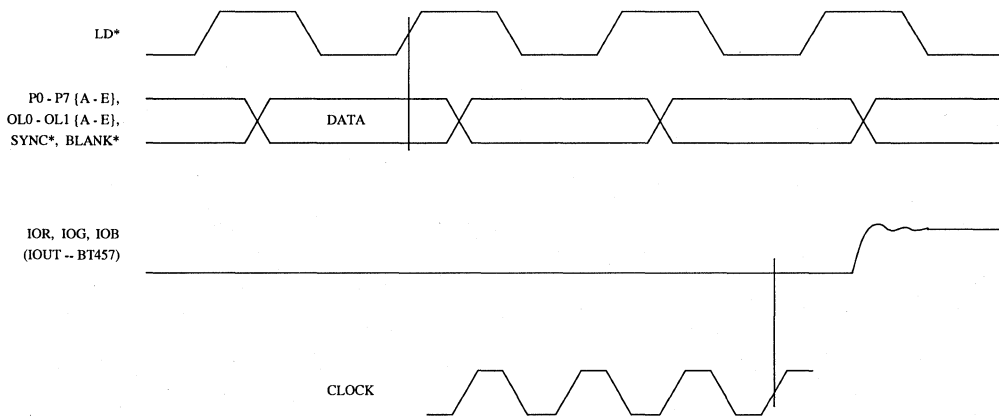 LD*
P0 - P7 {A - E},
OL0 - OL1 {A - E},
SYNC*, BLANK*
DATA
IOR, IOG, IOB
(IOUT -- BT457)
CLOCK